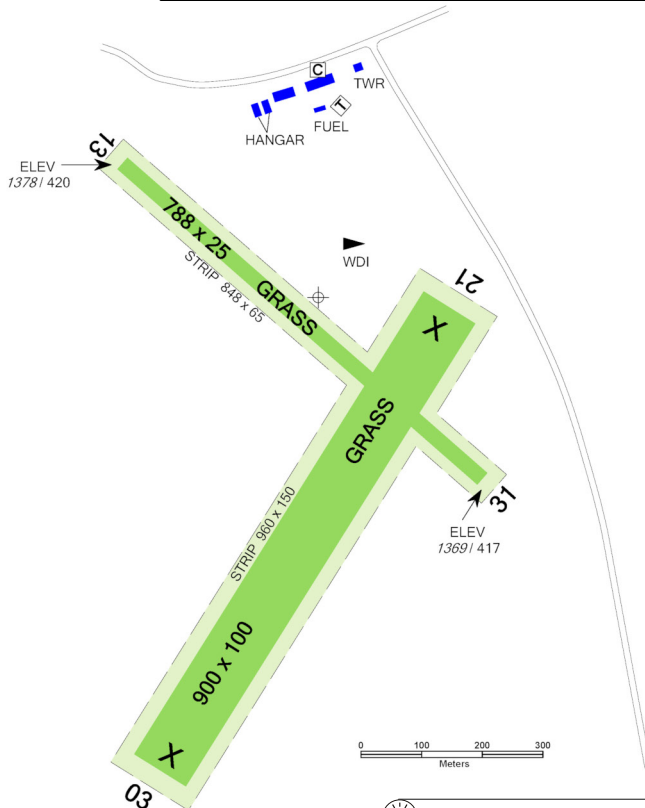 C
TWR
T
FUEL
HANGAR
13
ELEV
1378 / 420
788 x 25
STRIP 848 x 65
GRASS
WDI
21
X
GRASS
31
ELEV
1369 / 417
STRIP 960 x 150
900 x 100
X
03
0 100 200 300
Meters